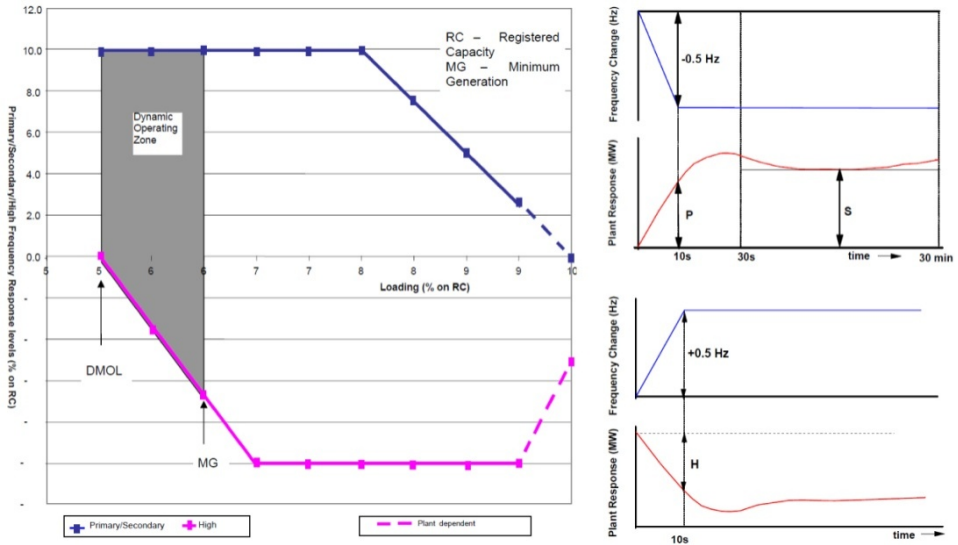 Primary/Secondary/High Frequency Response levels (% on RC)
10.0
8.0
6.0
4.0
2.0
0.0
-
-
-
-
-
-
RC – Registered
Capacity
MG – Minimum
Generation
Dynamic
Operating
Zone
5
5
6
6
7
7
8
8
9
9
10
Loading (% on RC)
DMOL
MG
Primary/Secondary
High
Plant dependent
Frequency Change (Hz)
-0.5 Hz
Plant Response (MW)
P
S
10s
30s
time
30 min
Frequency Change (Hz)
+0.5 Hz
Plant Response (MW)
H
10s
time